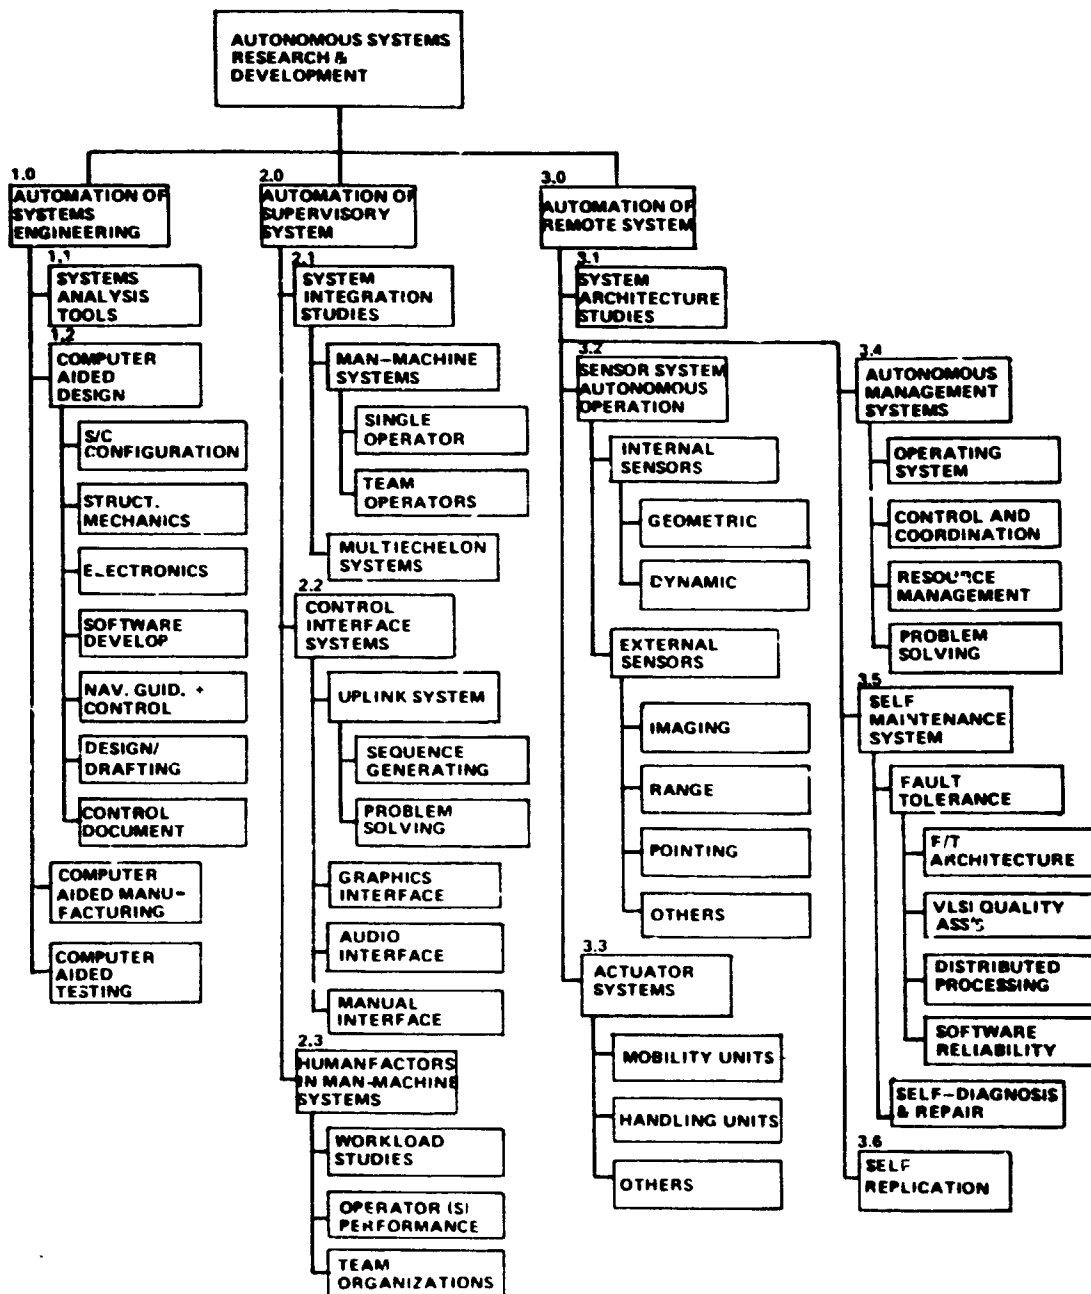 AUTONOMOUS SYSTEMS
RESEARCH &
DEVELOPMENT
1.0
AUTOMATION OF
SYSTEMS
ENGINEERING
1.1
SYSTEMS
ANALYSIS
TOOLS
1.2
COMPUTER
AIDED
DESIGN
S/C
CONFIGURATION
STRUCT.
MECHANICS
ELECTRONICS
SOFTWARE
DEVELOP
NAV. GUID. +
CONTROL
DESIGN/
DRAFTING
CONTROL
DOCUMENT
COMPUTER
AIDED MANU-
FACTURING
COMPUTER
AIDED
TESTING
2.0
AUTOMATION OF
SUPERVISORY
SYSTEM
2.1
SYSTEM
INTEGRATION
STUDIES
MAN-MACHINE
SYSTEMS
SINGLE
OPERATOR
TEAM
OPERATORS
MULTIECHELON
SYSTEMS
2.2
CONTROL
INTERFACE
SYSTEMS
UPLINK SYSTEM
SEQUENCE
GENERATING
PROBLEM
SOLVING
GRAPHICS
INTERFACE
AUDIO
INTERFACE
MANUAL
INTERFACE
2.3
HUMAN FACTORS
IN MAN-MACHINE
SYSTEMS
WORKLOAD
STUDIES
OPERATOR (S)
PERFORMANCE
TEAM
ORGANIZATIONS
3.0
AUTOMATION OF
REMOTE SYSTEM
3.1
SYSTEM
ARCHITECTURE
STUDIES
3.2
SENSOR SYSTEM
AUTONOMOUS
OPERATION
INTERNAL
SENSORS
GEOMETRIC
DYNAMIC
EXTERNAL
SENSORS
IMAGING
RANGE
POINTING
OTHERS
3.3
ACTUATOR
SYSTEMS
MOBILITY UNITS
HANDLING UNITS
OTHERS
3.4
AUTONOMOUS
MANAGEMENT
SYSTEMS
OPERATING
SYSTEM
CONTROL AND
COORDINATION
RESOURCE
MANAGEMENT
PROBLEM
SOLVING
3.5
SELF
MAINTENANCE
SYSTEM
FAULT
TOLERANCE
F/T
ARCHITECTURE
VLSI QUALITY
ASS'S
DISTRIBUTED
PROCESSING
SOFTWARE
RELIABILITY
SELF-DIAGNOSIS
& REPAIR
3.6
SELF
REPLICATION